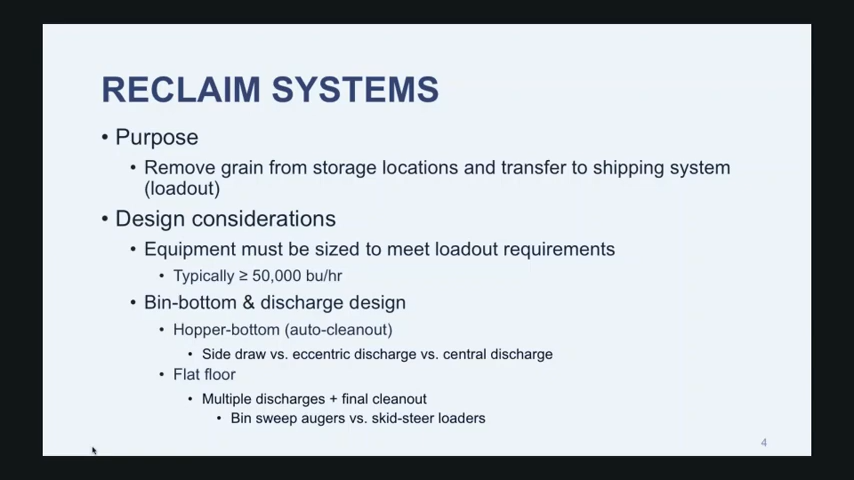 RECLAIM SYSTEMS
• Purpose
• Remove grain from storage locations and transfer to shipping system
(loadout)
• Design considerations
• Equipment must be sized to meet loadout requirements
• Typically ≥ 50,000 bu/hr
• Bin-bottom & discharge design
• Hopper-bottom (auto-cleanout)
• Side draw vs. eccentric discharge vs. central discharge
• Flat floor
• Multiple discharges + final cleanout
• Bin sweep augers vs. skid-steer loaders
4